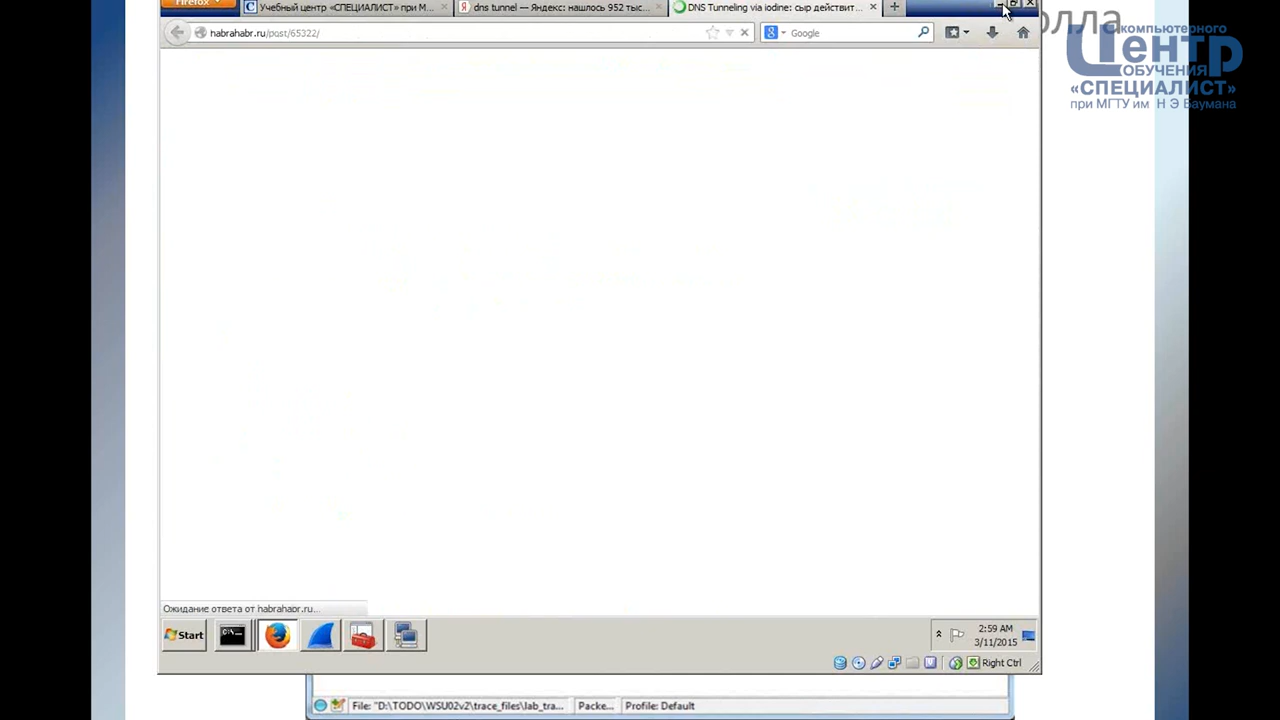 Firefox
Учебный центр «СПЕЦИАЛИСТ» при М...
dns tunnel — Яндекс: нашлось 952 тыс...
DNS Tunneling via iodine: сыр действит...
олла
habrahabr.ru/post/65322/
Google
компьютерного
Центр
ОБУЧЕНИЯ
«СПЕЦИАЛИСТ»
при МГТУ им Н Э Баумана
Ожидание ответа от habrahabr.ru...
Start
2:59 AM
3/11/2015
Right Ctrl
File: "D:\TODO\WSU02v2\trace_files\lab_tra...
Packe...
Profile: Default